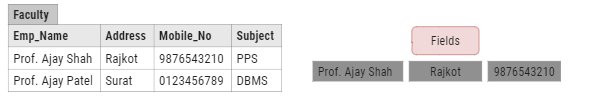 Faculty
Emp_Name Address Mobile_No Subject
Prof. Ajay Shah Rajkot 9876543210 PPS
Prof. Ajay Patel Surat 0123456789 DBMS
Fields
Prof. Ajay Shah Rajkot 9876543210